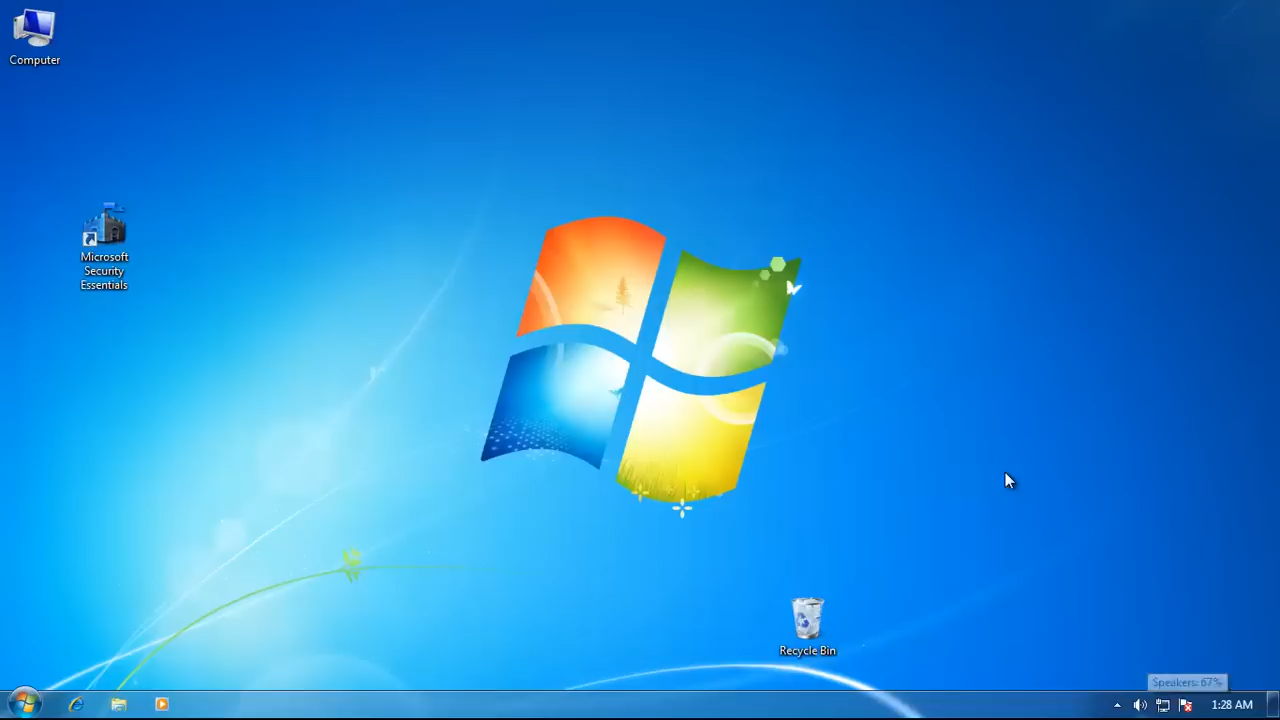 Computer
Microsoft
Security
Essentials
Recycle Bin
Speakers: 67%
1:28 AM